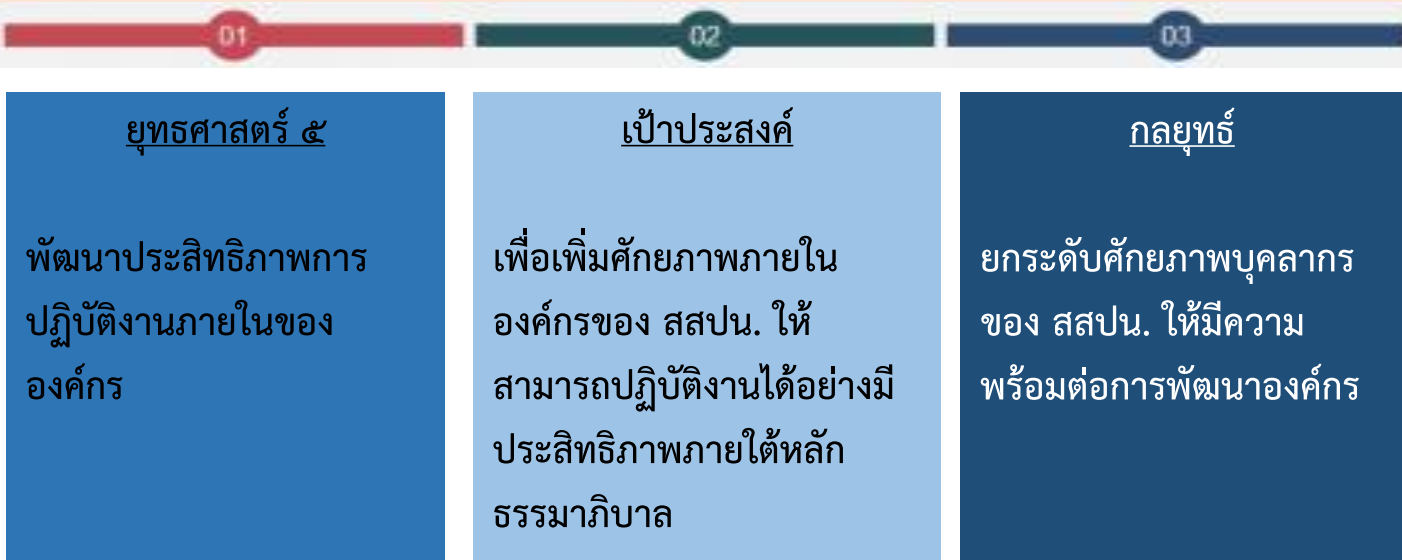 01
02
03
ยุทธศาสตร์ ๕
พัฒนาประสิทธิภาพการ
ปฏิบัติงานภายในของ
องค์กร
เป้าประสงค์
เพื่อเพิ่มศักยภาพภายใน
องค์กรของ สสปน. ให้
สามารถปฏิบัติงานได้อย่างมี
ประสิทธิภาพภายใต้หลัก
ธรรมาภิบาล
กลยุทธ์
ยกระดับศักยภาพบุคลากร
ของ สสปน. ให้มีความ
พร้อมต่อการพัฒนาองค์กร